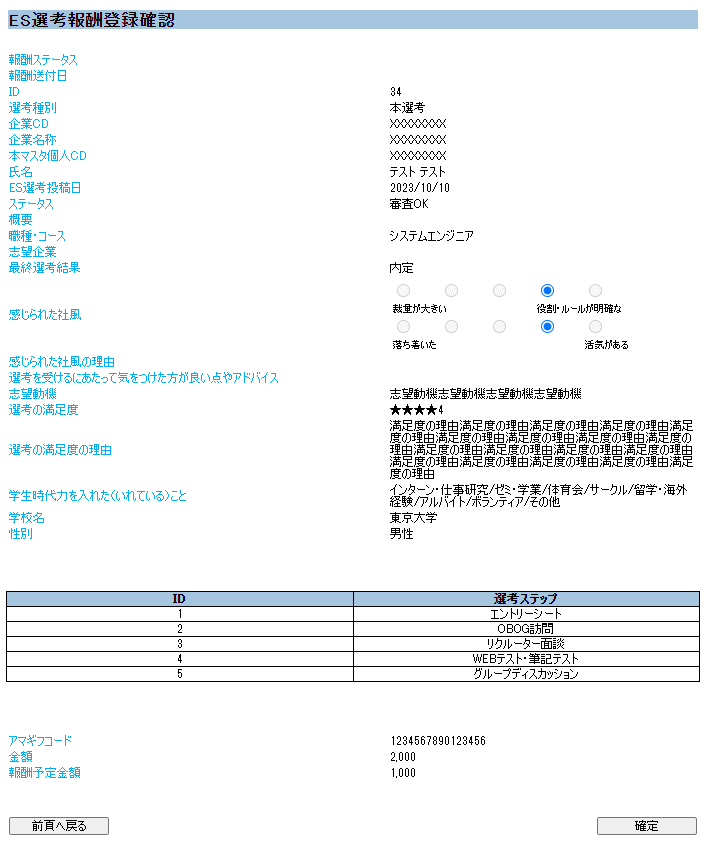 ES選考報酬登録確認
報酬ステータス
報酬送付日
ID 34
選考種別 本選考
企業CD XXXXXXXX
企業名称 XXXXXXXX
本マスタ個人CD XXXXXXXX
氏名 テスト テスト
ES選考投稿日 2023/10/10
ステータス 審査OK
概要
職種・コース システムエンジニア
志望企業
最終選考結果 内定
感じられた社風
裁量が大きい 役割・ルールが明確な
落ち着いた 活気がある
感じられた社風の理由
選考を受けるにあたって気をつけた方が良い点やアドバイス
志望動機 志望動機志望動機志望動機志望動機
選考の満足度 ★★★★4
選考の満足度の理由
満足度の理由満足度の理由満足度の理由満足度の理由満足
度の理由満足度の理由満足度の理由満足度の理由満足度の
理由満足度の理由満足度の理由満足度の理由満足度の理由
満足度の理由満足度の理由満足度の理由満足度の理由満足
度の理由
学生時代力を入れた(いれている)こと
インターン・仕事研究/ゼミ・学業/体育会/サークル/留学・海外
経験/アルバイト/ボランティア/その他
学校名 東京大学
性別 男性
ID 選考ステップ
1 エントリーシート
2 OBOG訪問
3 リクルーター面談
4 WEBテスト・筆記テスト
5 グループディスカッション
アマギフコード 1234567890123456
金額 2,000
報酬予定金額 1,000
前頁へ戻る 確定